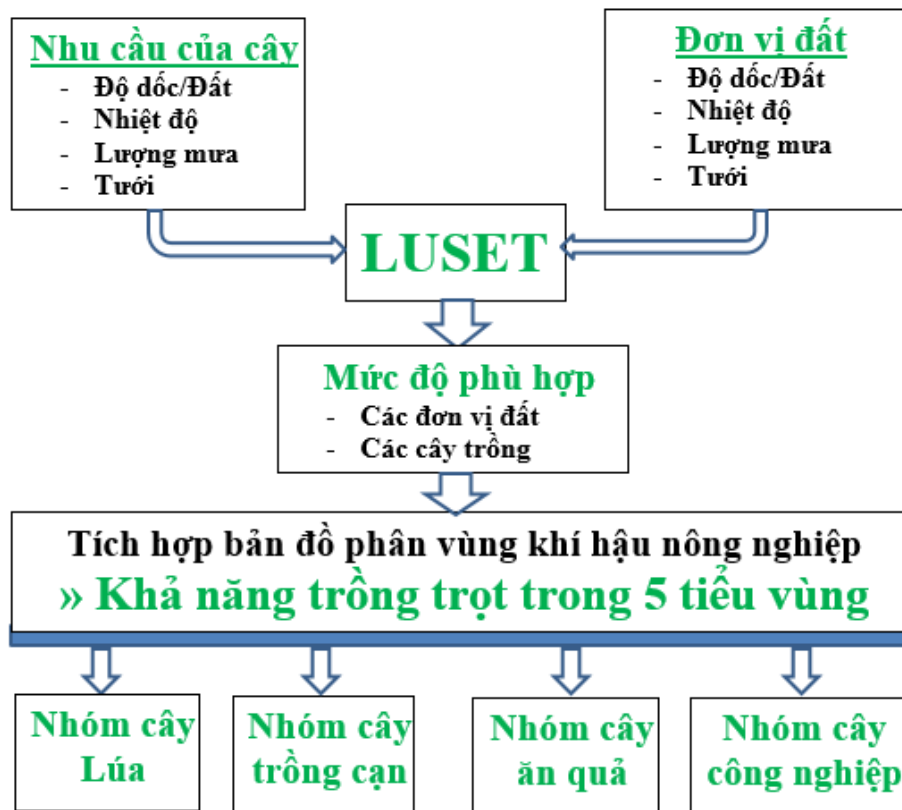 Nhu cầu của cây
- Độ dốc/Đất
- Nhiệt độ
- Lượng mưa
- Tưới
Đơn vị đất
- Độ dốc/Đất
- Nhiệt độ
- Lượng mưa
- Tưới
LUSET
Mức độ phù hợp
- Các đơn vị đất
- Các cây trồng
Tích hợp bản đồ phân vùng khí hậu nông nghiệp
» Khả năng trồng trọt trong 5 tiểu vùng
Nhóm cây
Lúa
Nhóm cây
trồng cạn
Nhóm cây
ăn quả
Nhóm cây
công nghiệp